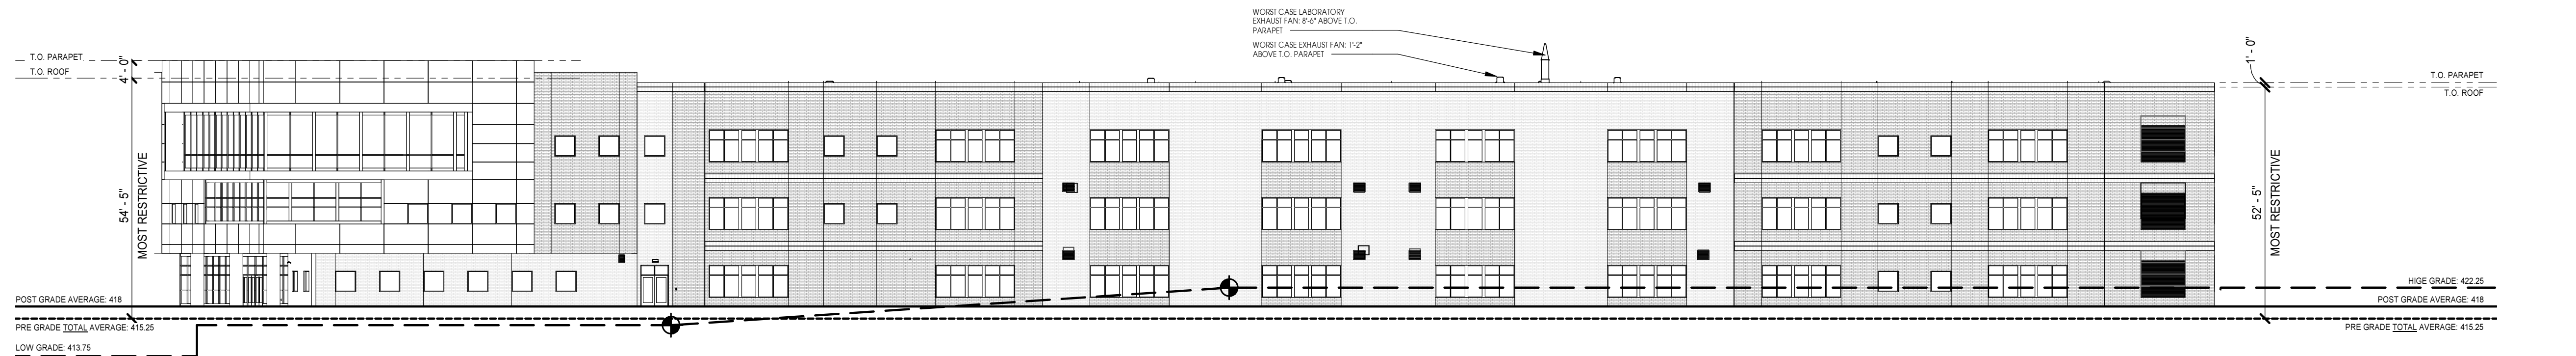 WORST CASE LABORATORY
EXHAUST FAN: 8'-6" ABOVE T.O.
PARAPET
WORST CASE EXHAUST FAN: 1'-2"
ABOVE T.O. PARAPET
T.O. PARAPET
T.O. ROOF
4' - 0"
54' - 5"
MOST RESTRICTIVE
1' - 0"
T.O. PARAPET
T.O. ROOF
52' - 5"
MOST RESTRICTIVE
POST GRADE AVERAGE: 418
PRE GRADE TOTAL AVERAGE: 415.25
LOW GRADE: 413.75
HIGE GRADE: 422.25
POST GRADE AVERAGE: 418
PRE GRADE TOTAL AVERAGE: 415.25